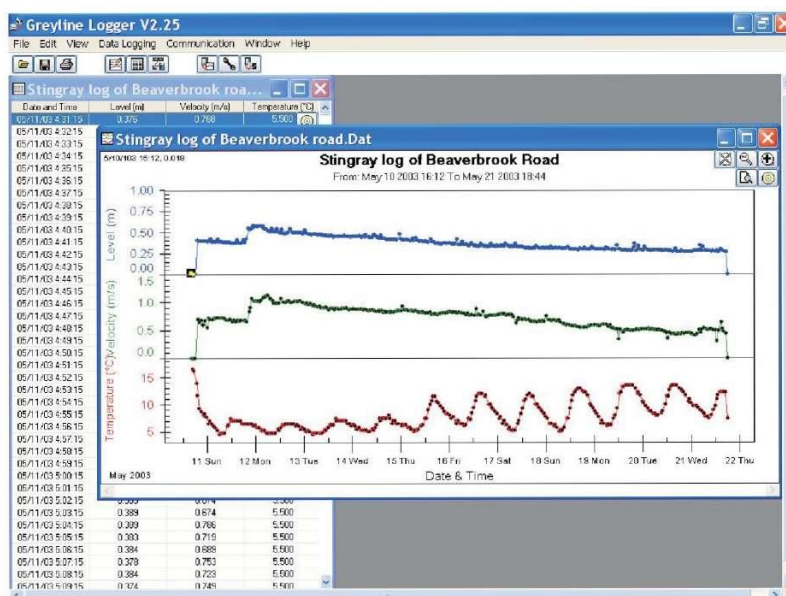 Greyline Logger V2.25
File Edit View Data Logging Communication Window Help
Stingray log of Beaverbrook roa...
Date and Time Level (m) Velocity (m/s) Temperature (°C)
05/11/03 4:31:15 0.376 0.768 5.500
05/11/03 4:32:15
05/11/03 4:33:15
05/11/03 4:34:15
05/11/03 4:35:15
05/11/03 4:36:15
05/11/03 4:37:15
05/11/03 4:38:15
05/11/03 4:39:15
05/11/03 4:40:15
05/11/03 4:41:15
05/11/03 4:42:15
05/11/03 4:43:15
05/11/03 4:44:15
05/11/03 4:45:15
05/11/03 4:46:15
05/11/03 4:47:15
05/11/03 4:48:15
05/11/03 4:49:15
05/11/03 4:50:15
05/11/03 4:51:15
05/11/03 4:52:15
05/11/03 4:53:15
05/11/03 4:54:15
05/11/03 4:55:15
05/11/03 4:56:15
05/11/03 4:57:15
05/11/03 4:58:15
05/11/03 4:59:15
05/11/03 5:00:15
05/11/03 5:01:15
05/11/03 5:02:15
05/11/03 5:03:15 0.389 0.674 5.500
05/11/03 5:04:15 0.389 0.786 5.500
05/11/03 5:05:15 0.383 0.719 5.500
05/11/03 5:06:15 0.384 0.689 5.500
05/11/03 5:07:15 0.378 0.753 5.500
05/11/03 5:08:15 0.384 0.723 5.500
05/11/03 5:09:15 0.374 0.749 5.500
Stingray log of Beaverbrook road.Dat
5/10/103 16:12, 0.018
Stingray log of Beaverbrook Road
From: May 10 2003 16:12 To May 21 2003 18:44
Level (m)
1.00
0.75
0.50
0.25
0.00
Velocity (m/s)
1.5
1.0
0.5
0.0
Temperature (°C)
15
10
5
11 Sun 12 Mon 13 Tue 14 Wed 15 Thu 16 Fri 17 Sat 18 Sun 19 Mon 20 Tue 21 Wed 22 Thu
May 2003
Date & Time